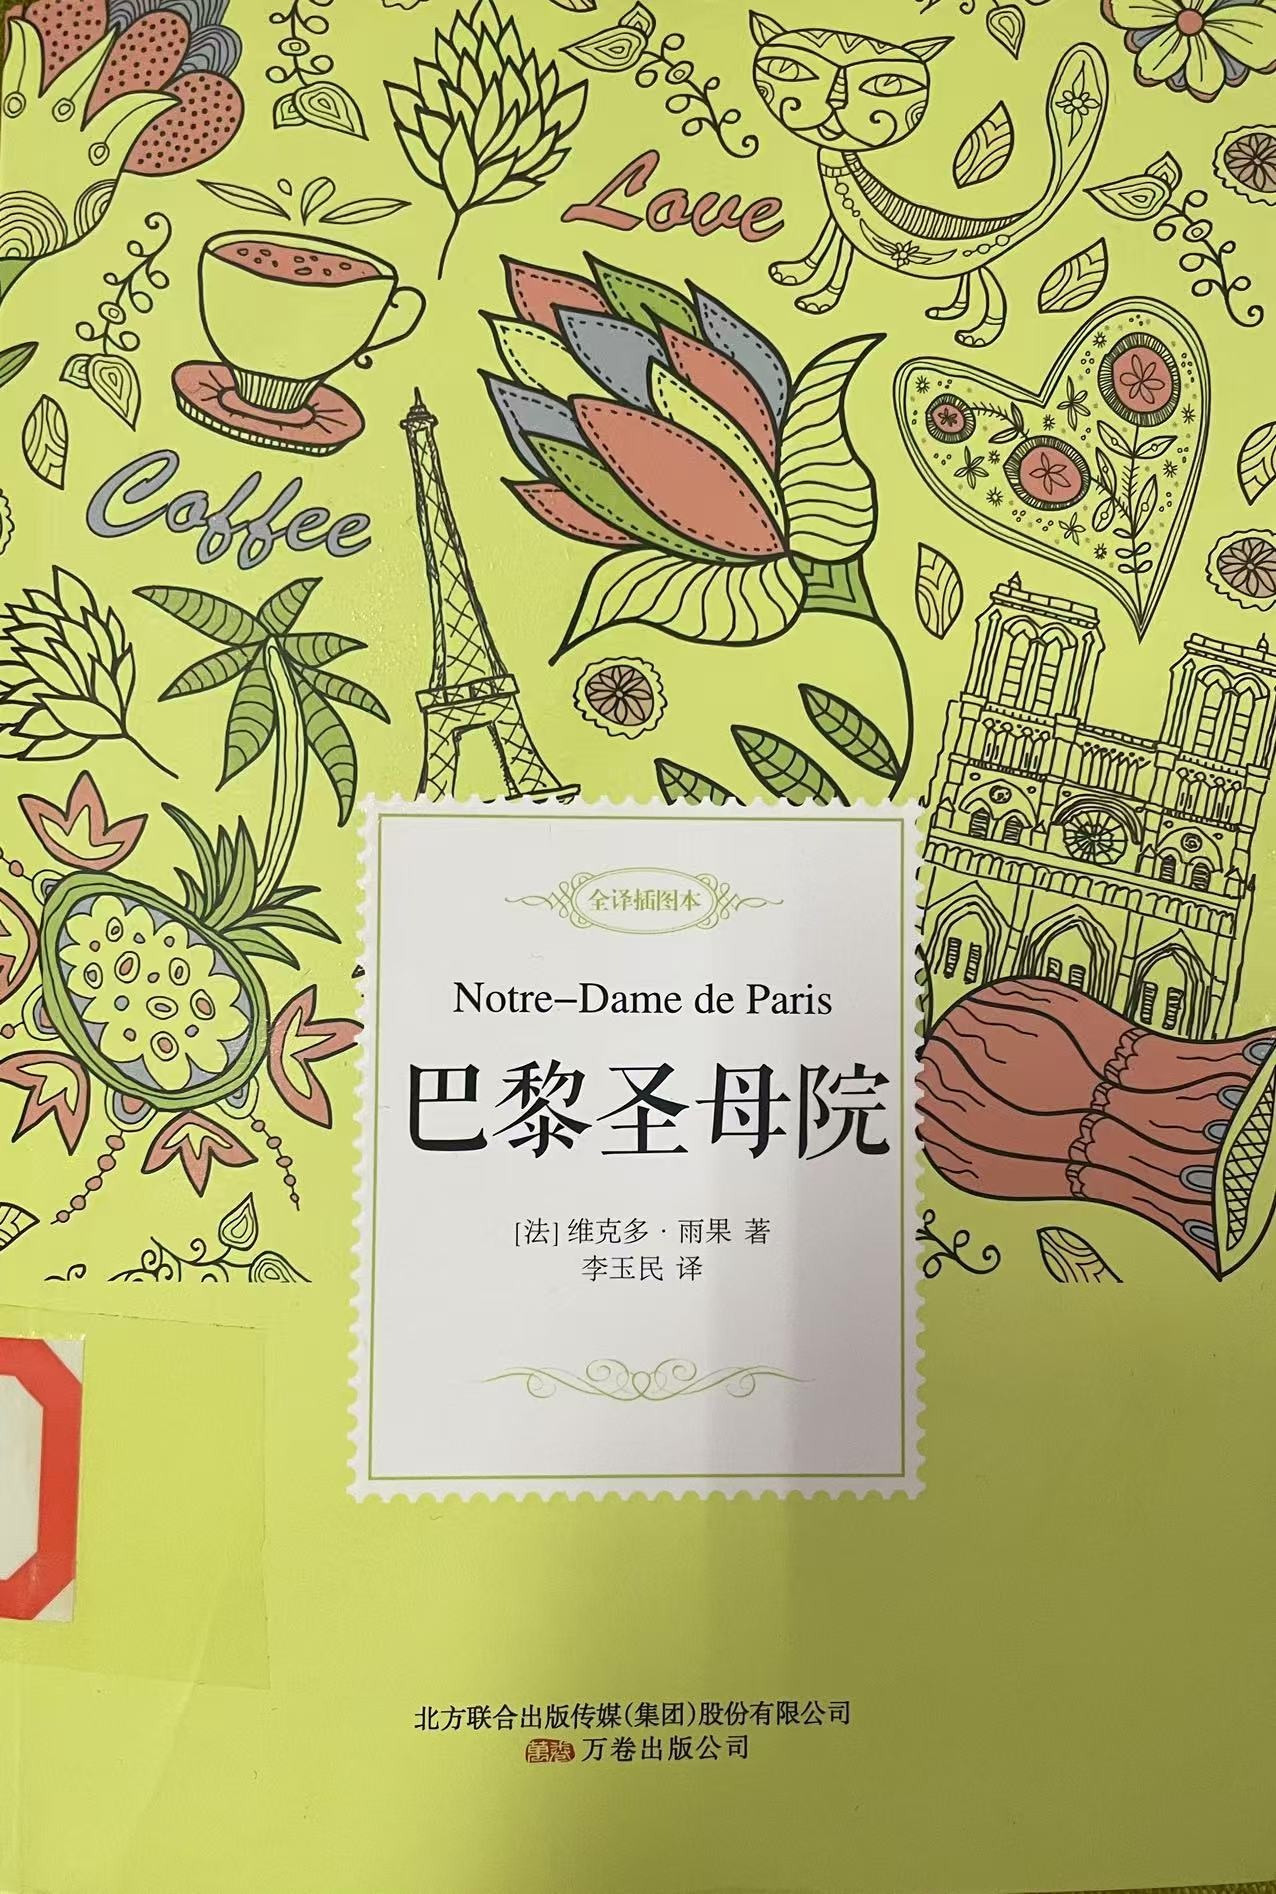 Love
Coffee
全译插图本
Notre–Dame de Paris
巴黎圣母院
[法] 维克多·雨果 著
李玉民 译
北方联合出版传媒(集团)股份有限公司
萬卷 万卷出版公司